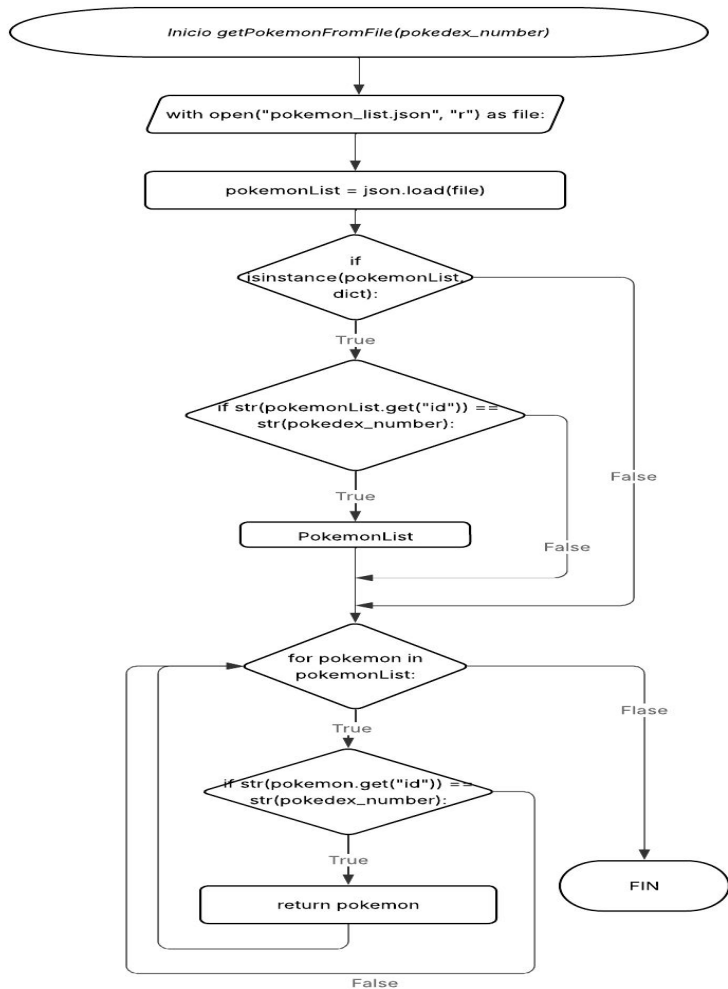 Inicio getPokemonFromFile(pokedex_number)
with open("pokemon_list.json", "r") as file:
pokemonList = json.load(file)
if
isinstance(pokemonList,
dict):
True
if str(pokemonList.get("id")) ==
str(pokedex_number):
False
True
PokemonList
False
for pokemon in
pokemonList:
Flase
True
if str(pokemon.get("id")) ==
str(pokedex_number):
True
FIN
return pokemon
False